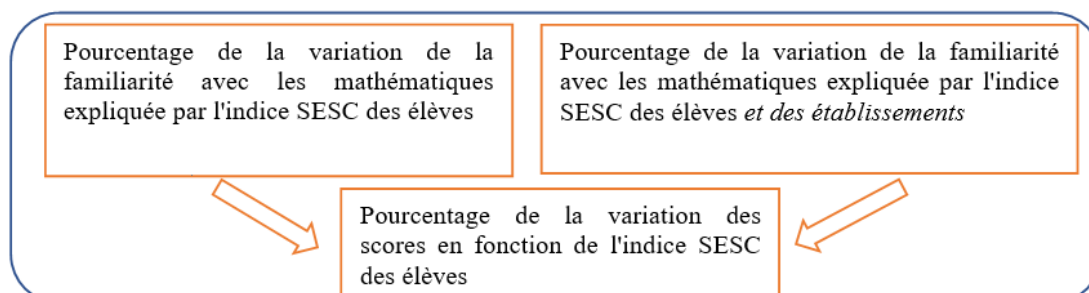 Pourcentage de la variation de la
familiarité avec les mathématiques
expliquée par l'indice SESC des élèves
Pourcentage de la variation de la familiarité
avec les mathématiques expliquée par l'indice
SESC des élèves et des établissements
Pourcentage de la variation des
scores en fonction de l'indice SESC
des élèves